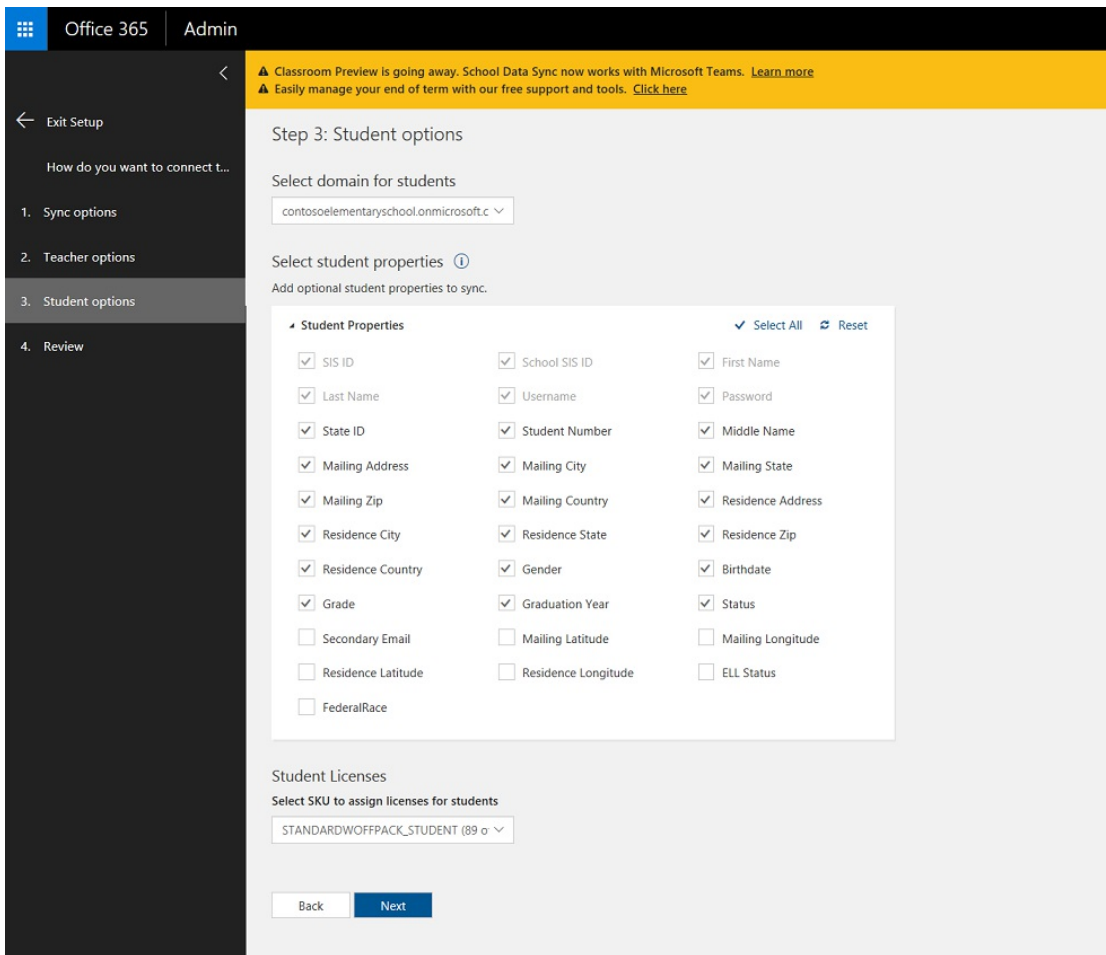 Office 365 Admin
Classroom Preview is going away. School Data Sync now works with Microsoft Teams. Learn more
Easily manage your end of term with our free support and tools. Click here
Exit Setup
How do you want to connect t...
1. Sync options
2. Teacher options
3. Student options
4. Review
Step 3: Student options
Select domain for students
contosoelementaryschool.onmicrosoft.c
Select student properties
Add optional student properties to sync.
Student Properties Select All Reset
SIS ID School SIS ID First Name
Last Name Username Password
State ID Student Number Middle Name
Mailing Address Mailing City Mailing State
Mailing Zip Mailing Country Residence Address
Residence City Residence State Residence Zip
Residence Country Gender Birthdate
Grade Graduation Year Status
Secondary Email Mailing Latitude Mailing Longitude
Residence Latitude Residence Longitude ELL Status
FederalRace
Student Licenses
Select SKU to assign licenses for students
STANDARDWOFFPACK_STUDENT (89 o
Back Next